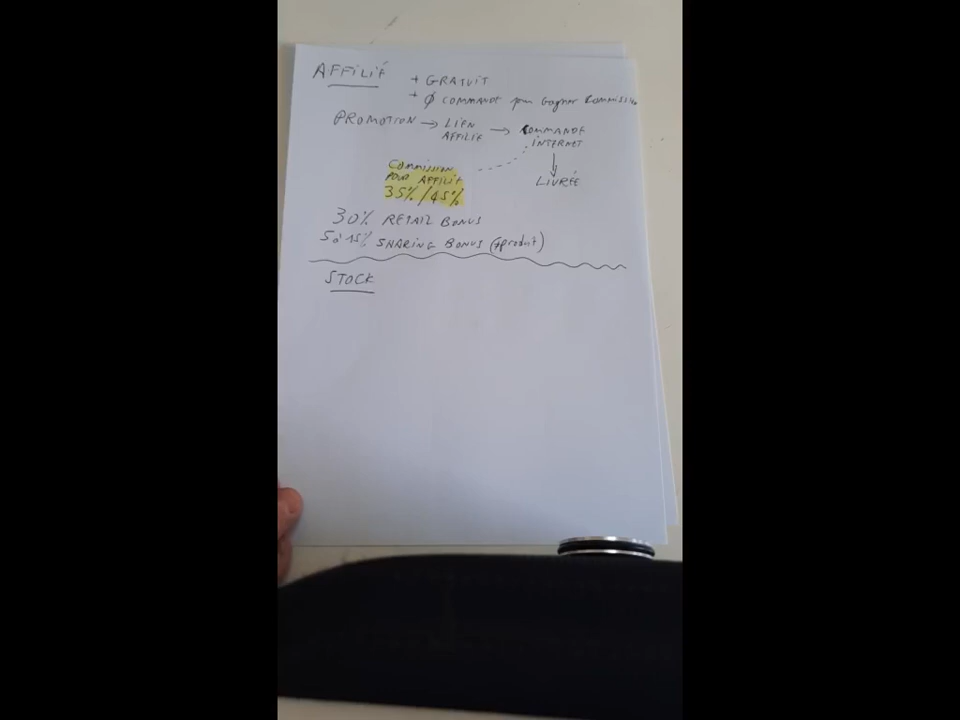 AFFILIÉ
+ GRATUIT
+ Ø COMMANDE pour Gagner Commission
PROMOTION → LIEN AFFILIÉ → COMMANDE INTERNET
LIVRÉE
COMMISSION
POUR AFFILIÉ
35% / 45%
30% RETAIL BONUS
5 à 15% SHARING BONUS (+produit)
STOCK